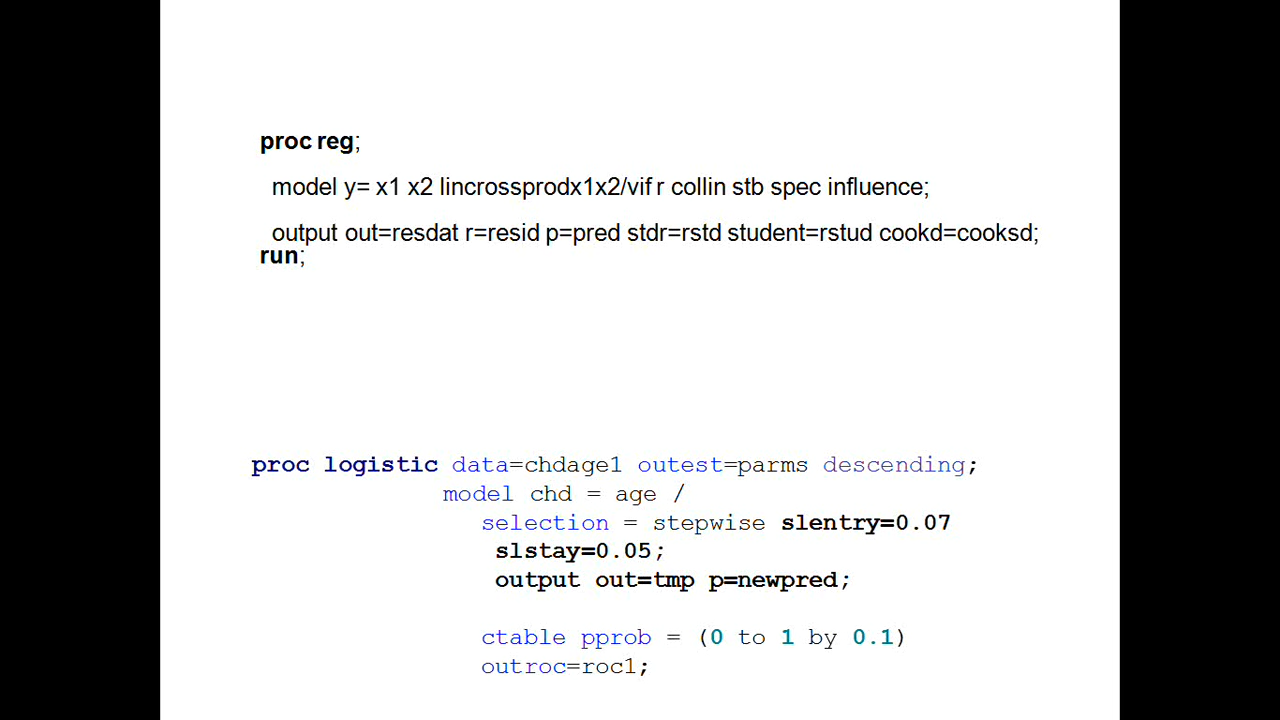 proc reg;
model y= x1 x2 lincrossprodx1x2/vif r collin stb spec influence;
output out=resdat r=resid p=pred stdr=rstd student=rstud cookd=cooksd;
run;
proc logistic data=chdage1 outest=parms descending;
model chd = age /
selection = stepwise slentry=0.07
slstay=0.05;
output out=tmp p=newpred;
ctable pprob = (0 to 1 by 0.1)
outroc=roc1;